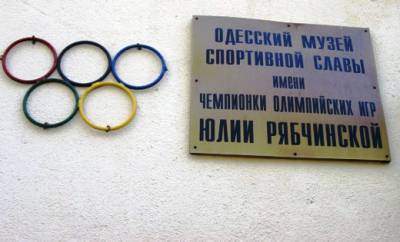 ОДЕССКИЙ МУЗЕЙ
СПОРТИВНОЙ СЛАВЫ
ИМЕНИ
ЧЕМПИОНКИ ОЛИМПИЙСКИХ ИГР
ЮЛИИ РЯБЧИНСКОЙ